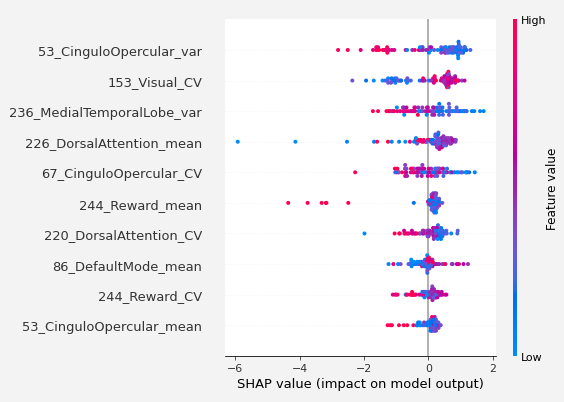 High
53_CinguloOpercular_var
153_Visual_CV
236_MedialTemporalLobe_var
226_DorsalAttention_mean
67_CinguloOpercular_CV
244_Reward_mean
220_DorsalAttention_CV
86_DefaultMode_mean
244_Reward_CV
53_CinguloOpercular_mean
Feature value
Low
−6 −4 −2 0 2
SHAP value (impact on model output)